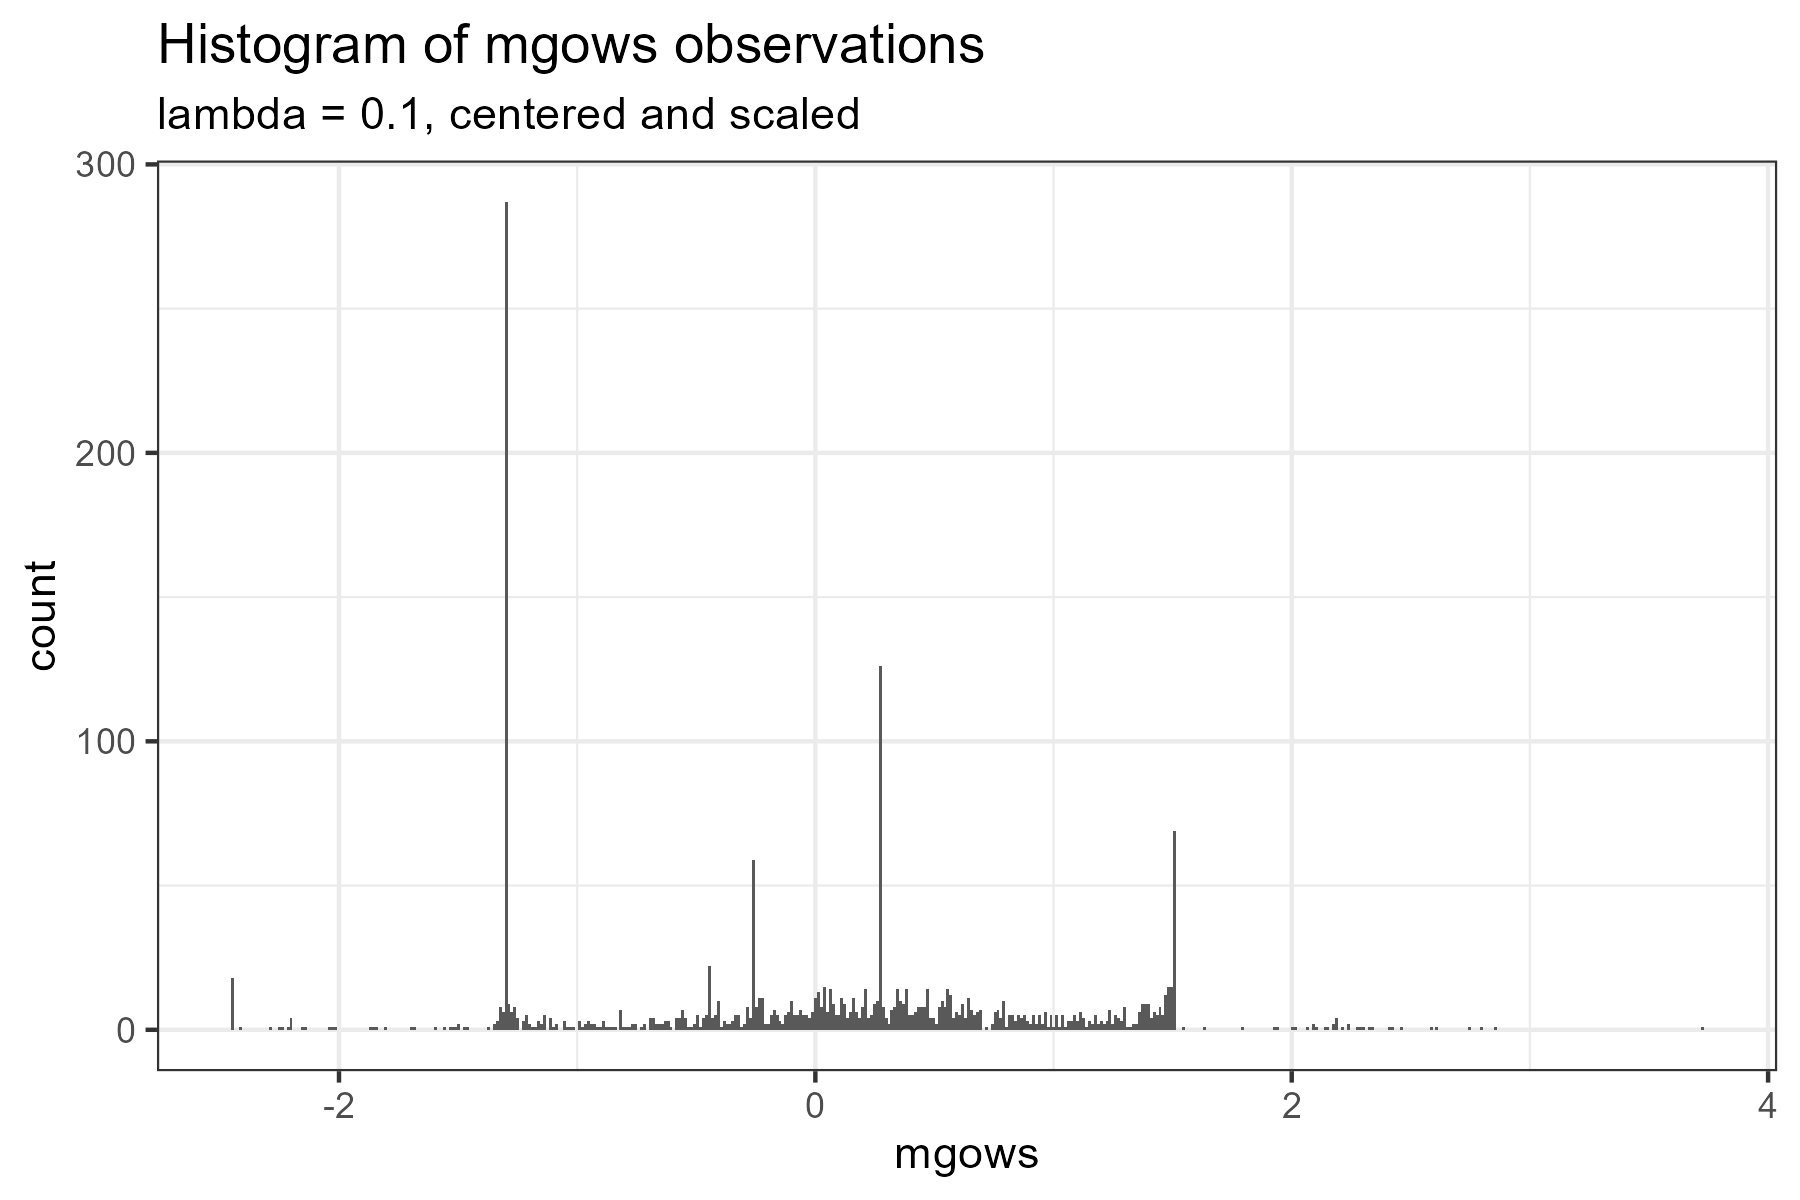 Histogram of mgows observations
lambda = 0.1, centered and scaled
300
200
100
0
count
-2 0 2 4
mgows